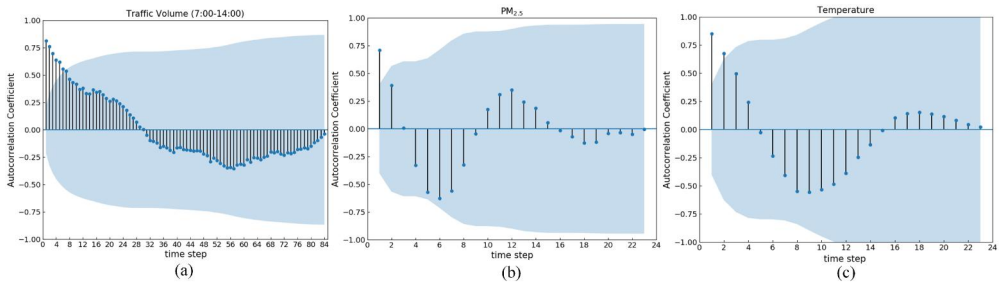 Traffic Volume (7:00-14:00)
Autocorrelation Coefficient
1.00
0.75
0.50
0.25
0.00
−0.25
−0.50
−0.75
−1.00
0 4 8 12 16 20 24 28 32 36 40 44 48 52 56 60 64 68 72 76 80 84
time step
(a)
PM2.5
Autocorrelation Coefficient
1.00
0.75
0.50
0.25
0.00
−0.25
−0.50
−0.75
−1.00
0 2 4 6 8 10 12 14 16 18 20 22 24
time step
(b)
Temperature
Autocorrelation Coefficient
1.00
0.75
0.50
0.25
0.00
−0.25
−0.50
−0.75
−1.00
0 2 4 6 8 10 12 14 16 18 20 22 24
time step
(c)